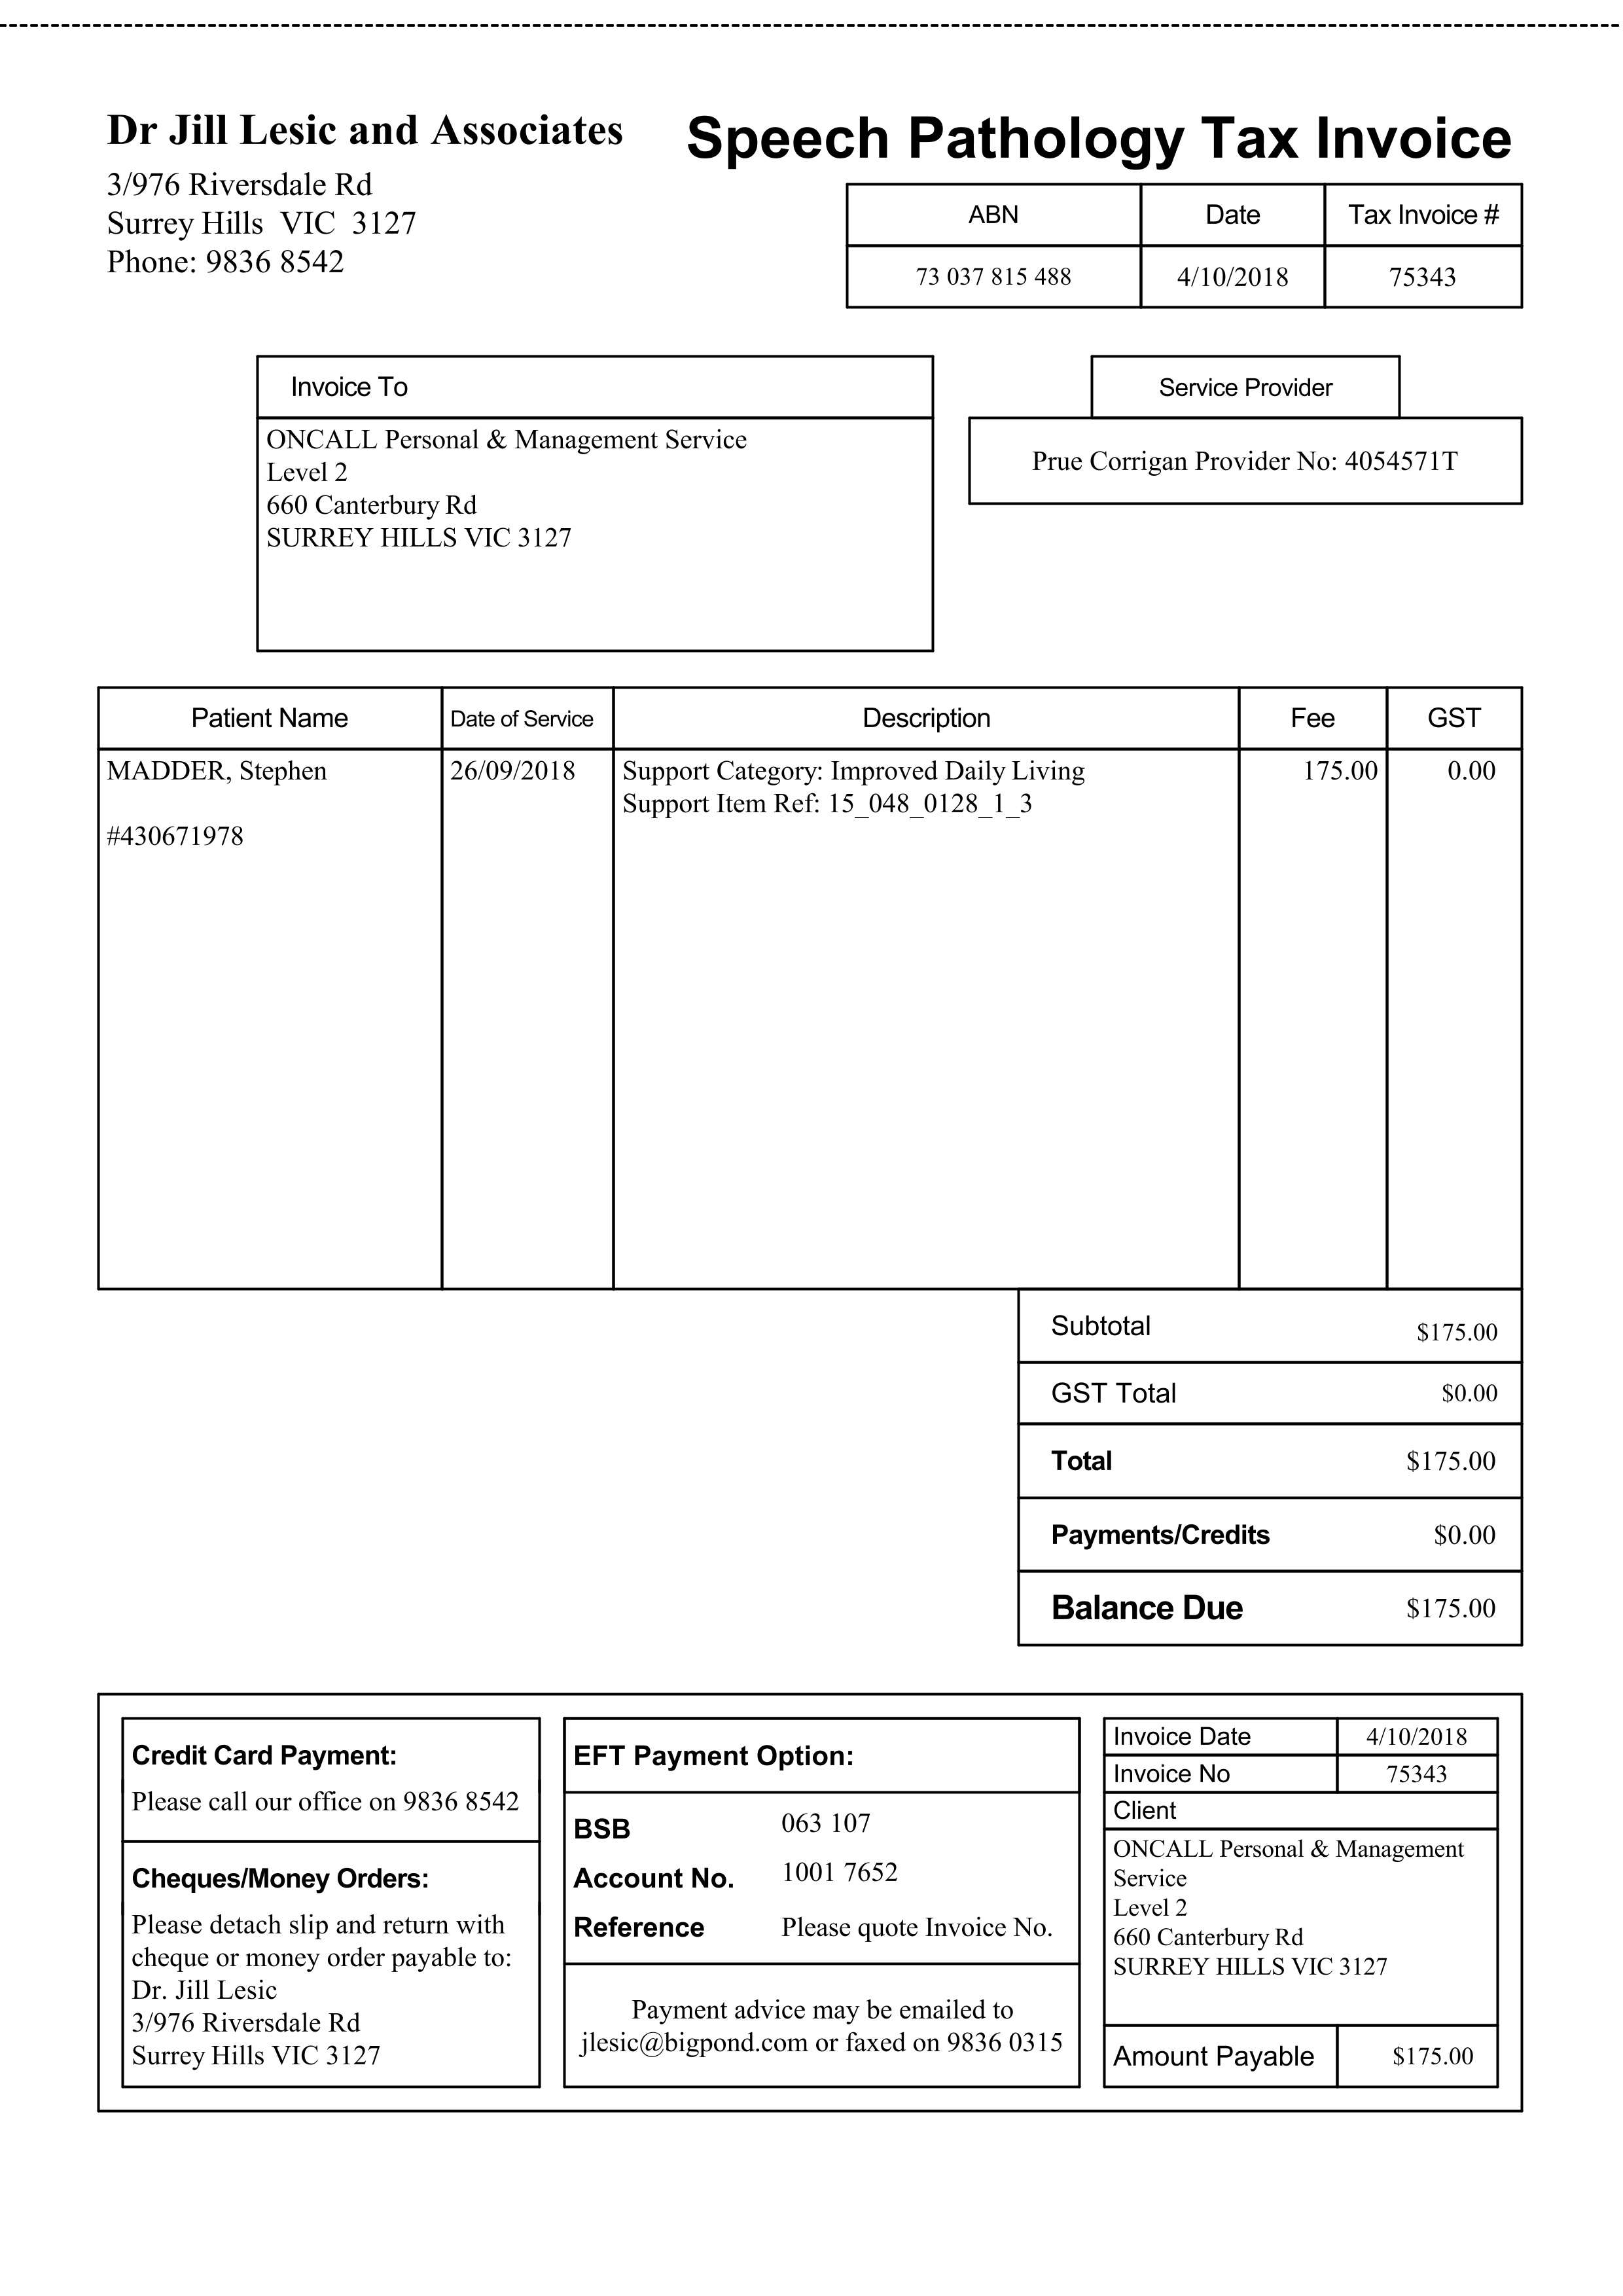 Dr Jill Lesic and Associates
3/976 Riversdale Rd
Surrey Hills  VIC  3127
Phone: 9836 8542
Speech Pathology Tax Invoice
ABN Date Tax Invoice #
73 037 815 488 4/10/2018 75343
Invoice To
ONCALL Personal & Management Service
Level 2
660 Canterbury Rd
SURREY HILLS VIC 3127
Service Provider
Prue Corrigan Provider No: 4054571T
Patient Name Date of Service Description Fee GST
MADDER, Stephen 26/09/2018 Support Category: Improved Daily Living 175.00 0.00
Support Item Ref: 15_048_0128_1_3
#430671978
Subtotal $175.00
GST Total $0.00
Total $175.00
Payments/Credits $0.00
Balance Due $175.00
Credit Card Payment:
Please call our office on 9836 8542
Cheques/Money Orders:
Please detach slip and return with
cheque or money order payable to:
Dr. Jill Lesic
3/976 Riversdale Rd
Surrey Hills VIC 3127
EFT Payment Option:
BSB 063 107
Account No. 1001 7652
Reference Please quote Invoice No.
Payment advice may be emailed to
jlesic@bigpond.com or faxed on 9836 0315
Invoice Date 4/10/2018
Invoice No 75343
Client
ONCALL Personal & Management
Service
Level 2
660 Canterbury Rd
SURREY HILLS VIC 3127
Amount Payable $175.00